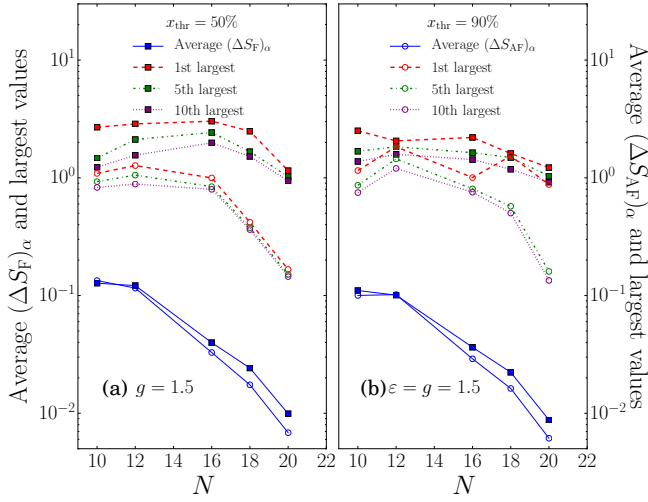 x_thr = 50%
Average (ΔS_F)_α
1st largest
5th largest
10th largest
(a) g = 1.5
x_thr = 90%
Average (ΔS_AF)_α
1st largest
5th largest
10th largest
(b) ε = g = 1.5
Average (ΔS_F)_α and largest values
Average (ΔS_AF)_α and largest values
10^1
10^0
10^−1
10^−2
10^1
10^0
10^−1
10^−2
10 12 14 16 18 20 22
10 12 14 16 18 20 22
N
N